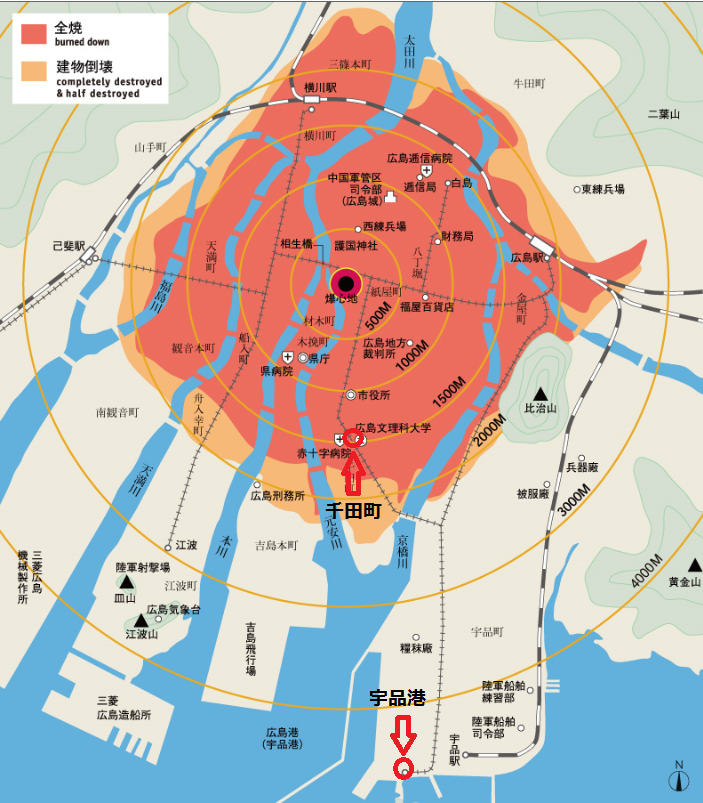 全焼
burned down
建物倒壊
completely destroyed
& half destroyed
太田川
三篠本町
牛田町
横川駅
二葉山
山手町
横川町
広島逓信病院
中国軍管区
司令部
(広島城)
逓信局
白島
東練兵場
西練兵場
財務局
己斐駅
相生橋
護国神社
八丁堀
広島駅
天満町
福島川
爆心地
紙屋町
福屋百貨店
金屋町
500M
材木町
木挽町
広島地方
裁判所
船入町
観音本町
県病院
県庁
1000M
市役所
1500M
比治山
舟入幸町
南観音町
広島文理科大学
2000M
赤十字病院
兵器廠
天満川
広島刑務所
千田町
被服廠
3000M
元安川
江波
本川
吉島本町
京橋川
三菱広島
機械製作所
陸軍射撃場
皿山
江波町
4000M
黄金山
広島気象台
江波山
吉島飛行場
糧秣廠
宇品町
三菱
広島造船所
宇品港
陸軍船舶
練習部
広島港
(宇品港)
陸軍船舶
司令部
宇品駅
N